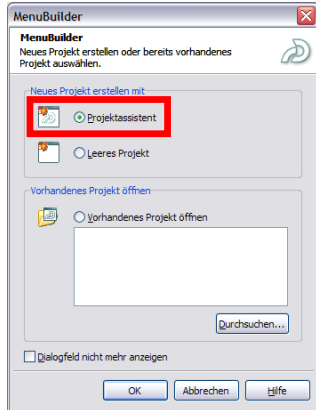 MenuBuilder
MenuBuilder
Neues Projekt erstellen oder bereits vorhandenes
Projekt auswählen.
Neues Projekt erstellen mit
Projektassistent
Leeres Projekt
Vorhandenes Projekt öffnen
Vorhandenes Projekt öffnen
Durchsuchen...
Dialogfeld nicht mehr anzeigen
OK Abbrechen Hilfe